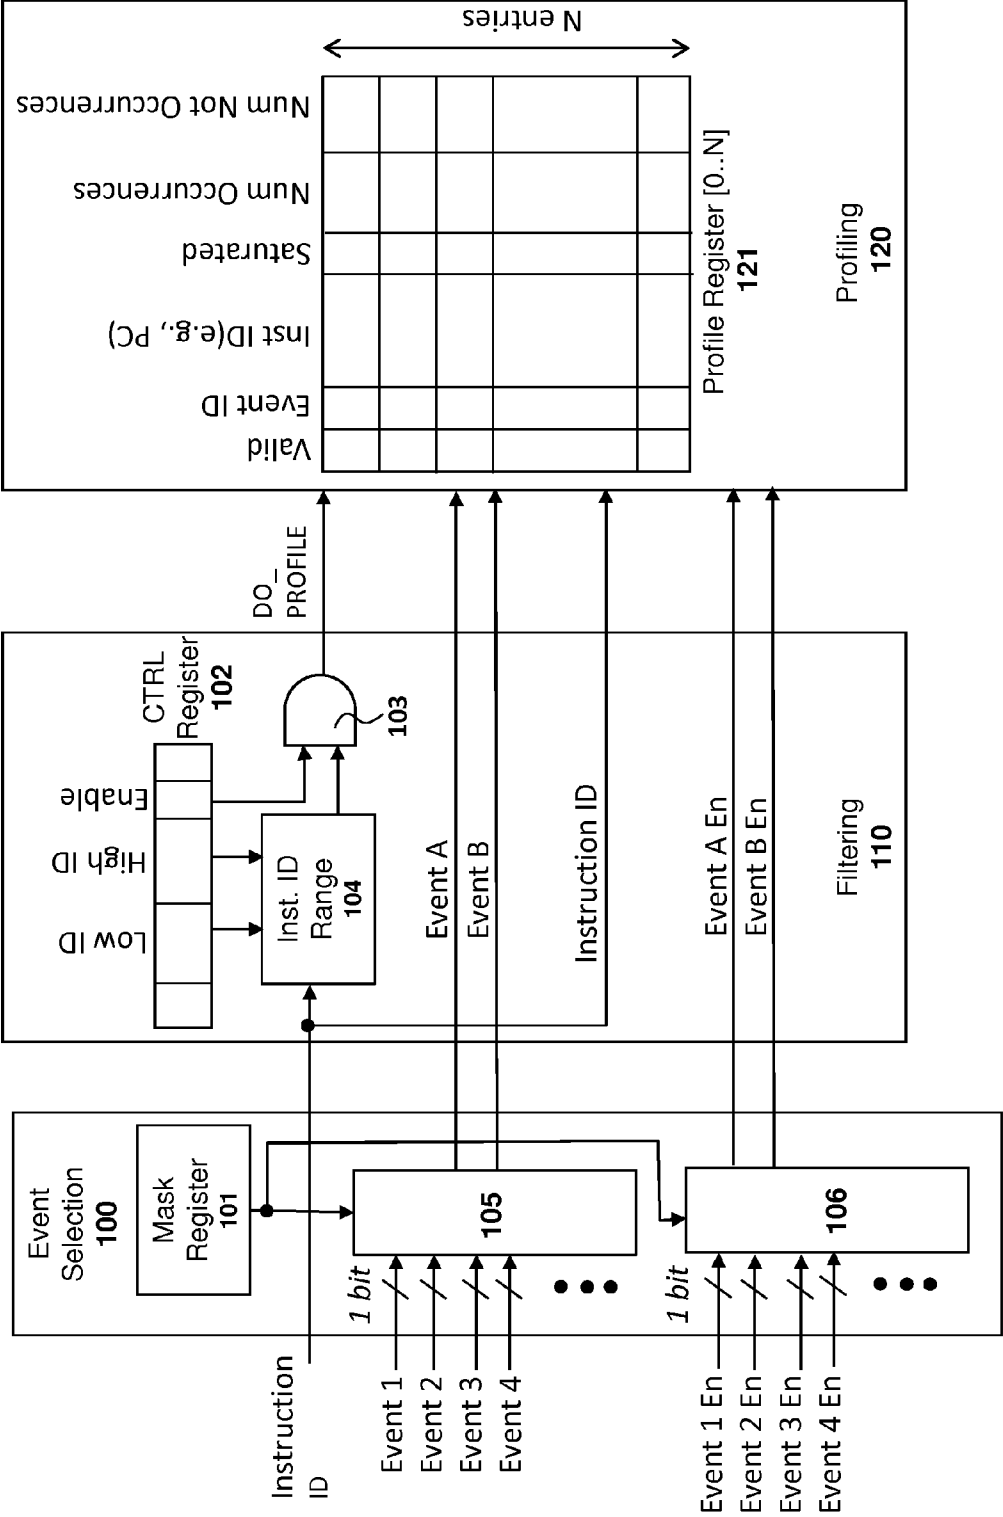 Event
Selection
100
Mask
Register
101
Instruction
ID
1 bit
Event 1
Event 2
Event 3
Event 4
105
1 bit
Event 1 En
Event 2 En
Event 3 En
Event 4 En
106
CTRL
Register
102
Low ID
High ID
Enable
Inst. ID
Range
104
103
Event A
Event B
Instruction ID
Event A En
Event B En
Filtering
110
DO_
PROFILE
Valid
Event ID
Inst ID(e.g., PC)
Saturated
Num Occurrences
Num Not Occurrences
N entries
Profile Register [0..N]
121
Profiling
120